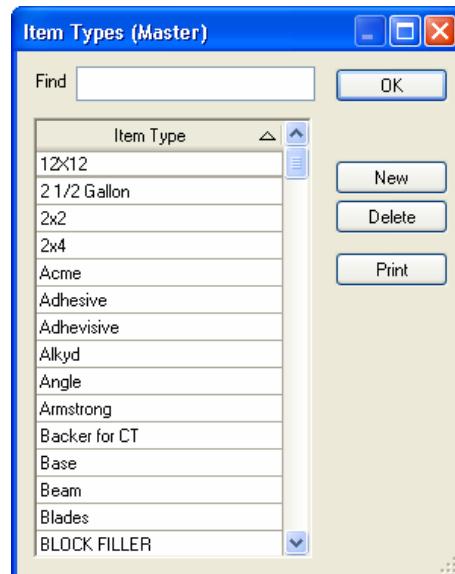 Item Types (Master)
Find
OK
Item Type
12X12
2 1/2 Gallon
2x2
2x4
Acme
Adhesive
Adhevisive
Alkyd
Angle
Armstrong
Backer for CT
Base
Beam
Blades
BLOCK FILLER
New
Delete
Print